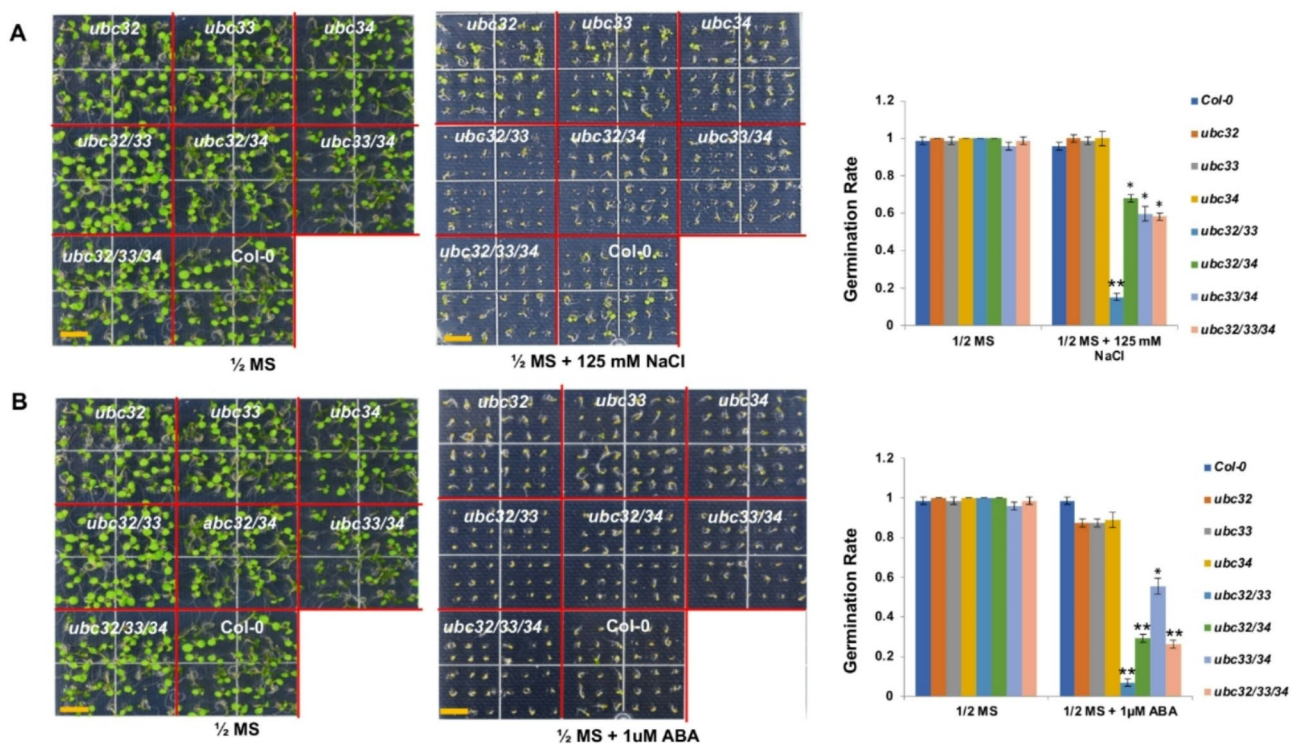 A
ubc32 ubc33 ubc34
ubc32/33 ubc32/34 ubc33/34
ubc32/33/34 Col-0
½ MS
ubc32 ubc33 ubc34
ubc32/33 ubc32/34 ubc33/34
ubc32/33/34 Col-0
½ MS + 125 mM NaCl
Germination Rate
1.2
1
0.8
0.6
0.4
0.2
0
** * * *
1/2 MS
1/2 MS + 125 mM
NaCl
Col-0
ubc32
ubc33
ubc34
ubc32/33
ubc32/34
ubc33/34
ubc32/33/34
B
ubc32 ubc33 ubc34
ubc32/33 abc32/34 ubc33/34
ubc32/33/34 Col-0
½ MS
ubc32 ubc33 ubc34
ubc32/33 ubc32/34 ubc33/34
ubc32/33/34 Col-0
½ MS + 1uM ABA
Germination Rate
1.2
1
0.8
0.6
0.4
0.2
0
** ** * **
1/2 MS
1/2 MS + 1µM ABA
Col-0
ubc32
ubc33
ubc34
ubc32/33
ubc32/34
ubc33/34
ubc32/33/34